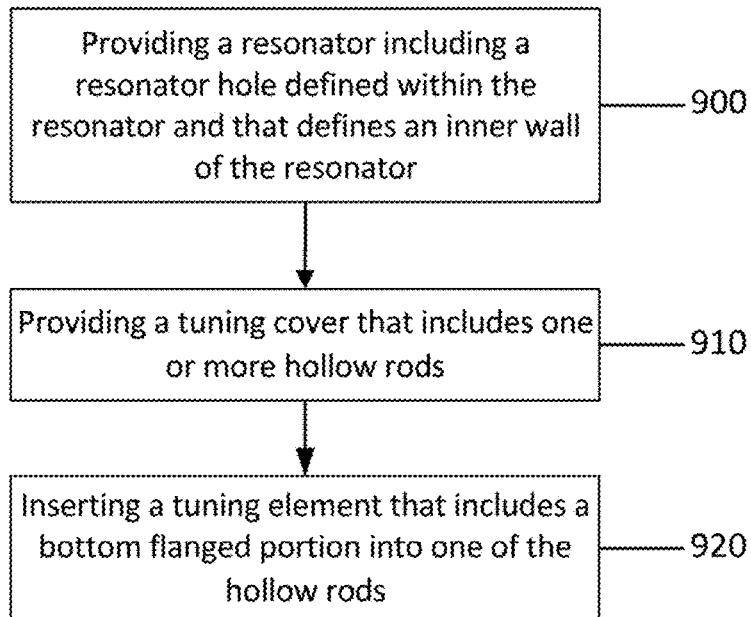 Providing a resonator including a
resonator hole defined within the
resonator and that defines an inner wall
of the resonator
900
Providing a tuning cover that includes one
or more hollow rods
910
Inserting a tuning element that includes a
bottom flanged portion into one of the
hollow rods
920